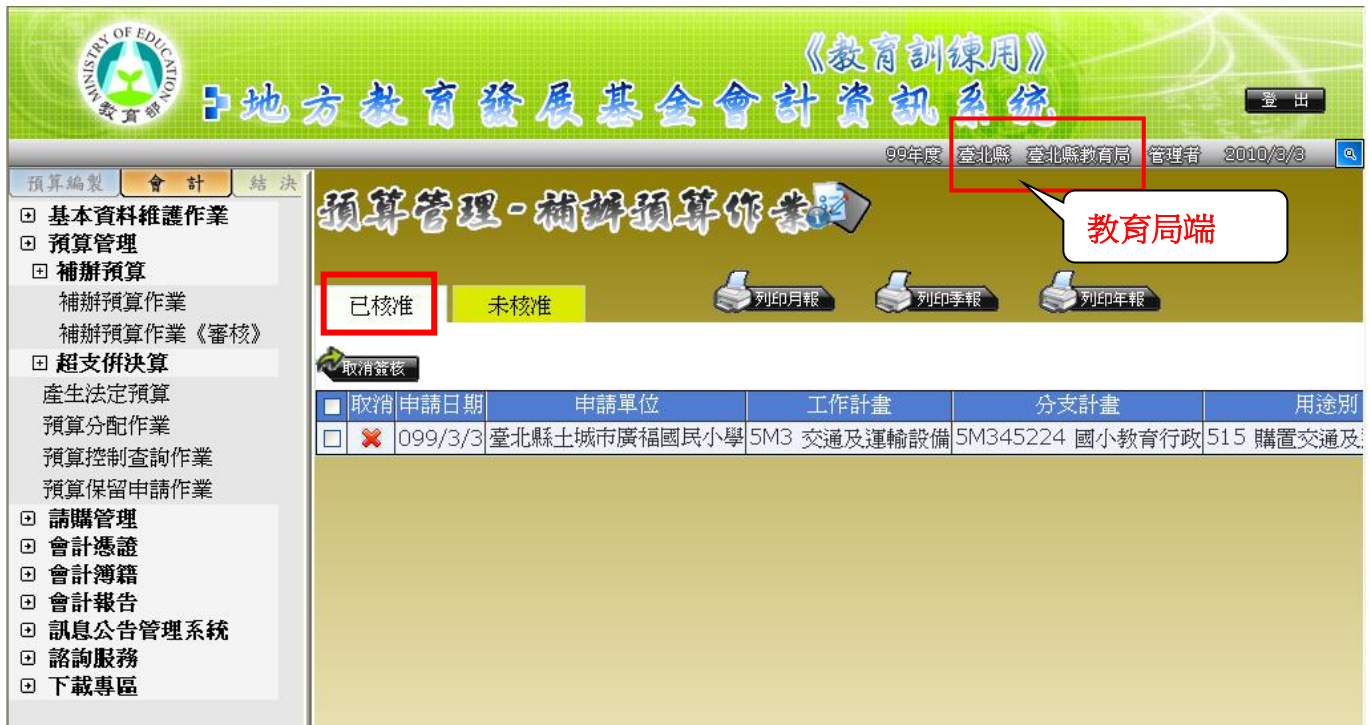 MINISTRY OF EDUCATION
教育部
《教育訓練用》
地方教育發展基金會計資訊系統
登 出
99年度 臺北縣 臺北縣教育局 管理者 2010/3/3
教育局端
預算編製 會 計 結 決
基本資料維護作業
預算管理
補辦預算
補辦預算作業
補辦預算作業《審核》
超支併決算
產生法定預算
預算分配作業
預算控制查詢作業
預算保留申請作業
請購管理
會計憑證
會計簿籍
會計報告
訊息公告管理系統
諮詢服務
下載專區
預算管理-補辦預算作業
已核准 未核准 列印月報 列印季報 列印年報
取消簽核
取消 申請日期 申請單位 工作計畫 分支計畫 用途別
099/3/3 臺北縣土城市廣福國民小學 5M3 交通及運輸設備 5M345224 國小教育行政 515 購置交通及